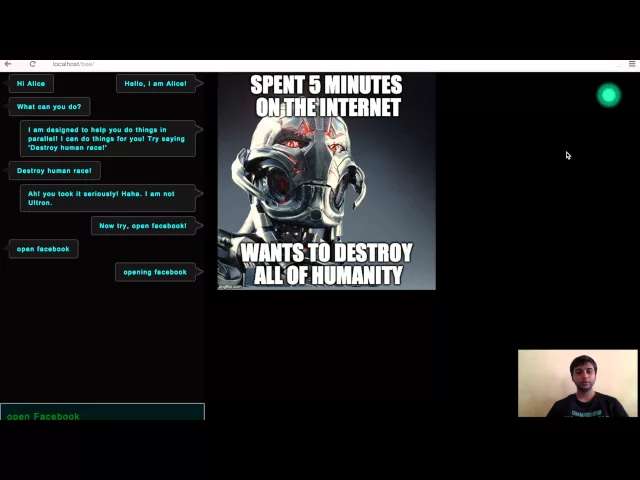 localhost/tree/
Hi Alice
Hello, I am Alice!
What can you do?
I am designed to help you do things in
parallel! I can do things for you! Try saying
"Destroy human race!"
Destroy human race!
Ah! you took it seriously! Haha. I am not
Ultron.
Now try, open facebook!
open facebook
opening facebook
open Facebook
SPENT 5 MINUTES
ON THE INTERNET
WANTS TO DESTROY
ALL OF HUMANITY